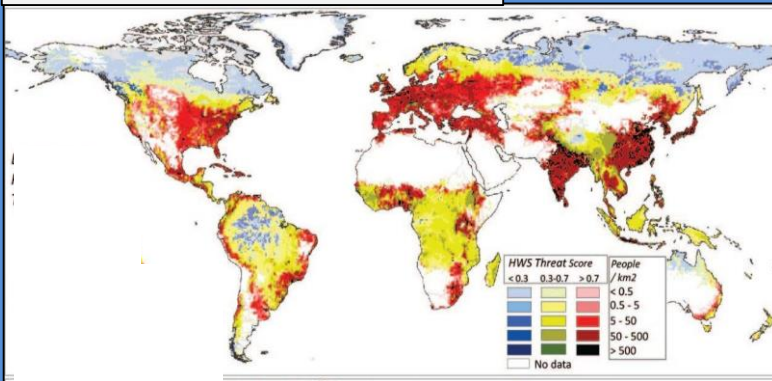 HWS Threat Score
< 0.3 0.3-0.7 > 0.7
People
/ km2
< 0.5
0.5 - 5
5 - 50
50 - 500
> 500
No data